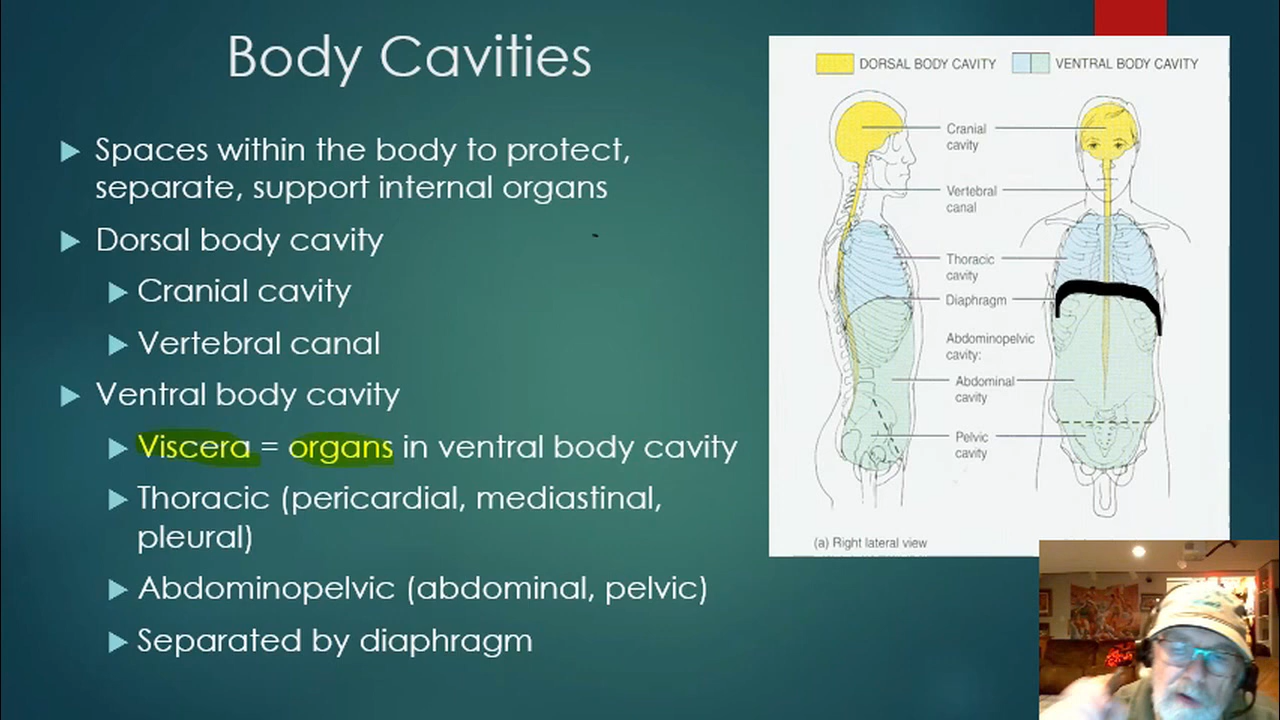 Body Cavities
Spaces within the body to protect,
separate, support internal organs
Dorsal body cavity
Cranial cavity
Vertebral canal
Ventral body cavity
Viscera = organs in ventral body cavity
Thoracic (pericardial, mediastinal,
pleural)
Abdominopelvic (abdominal, pelvic)
Separated by diaphragm
DORSAL BODY CAVITY
VENTRAL BODY CAVITY
Cranial
cavity
Vertebral
canal
Thoracic
cavity
Diaphragm
Abdominopelvic
cavity:
Abdominal
cavity
Pelvic
cavity
(a) Right lateral view